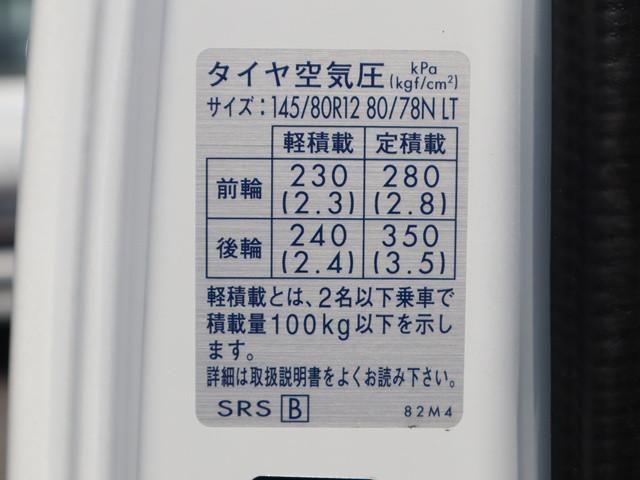 タイヤ空気圧 kPa (kgf/cm²)
サイズ：145/80R12 80/78N LT
軽積載 定積載
前輪 230 (2.3) 280 (2.8)
後輪 240 (2.4) 350 (3.5)
軽積載とは、2名以下乗車で
積載量100kg以下を示し
ます。
詳細は取扱説明書をよくお読み下さい。
SRS B 82M4